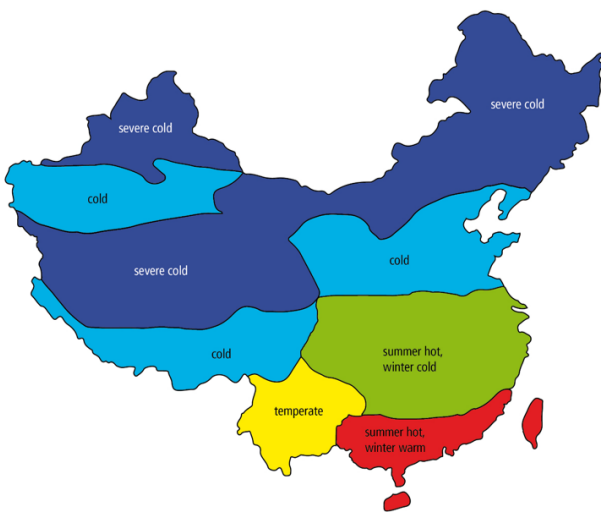 severe cold
severe cold
cold
severe cold
cold
cold
summer hot,
winter cold
temperate
summer hot,
winter warm